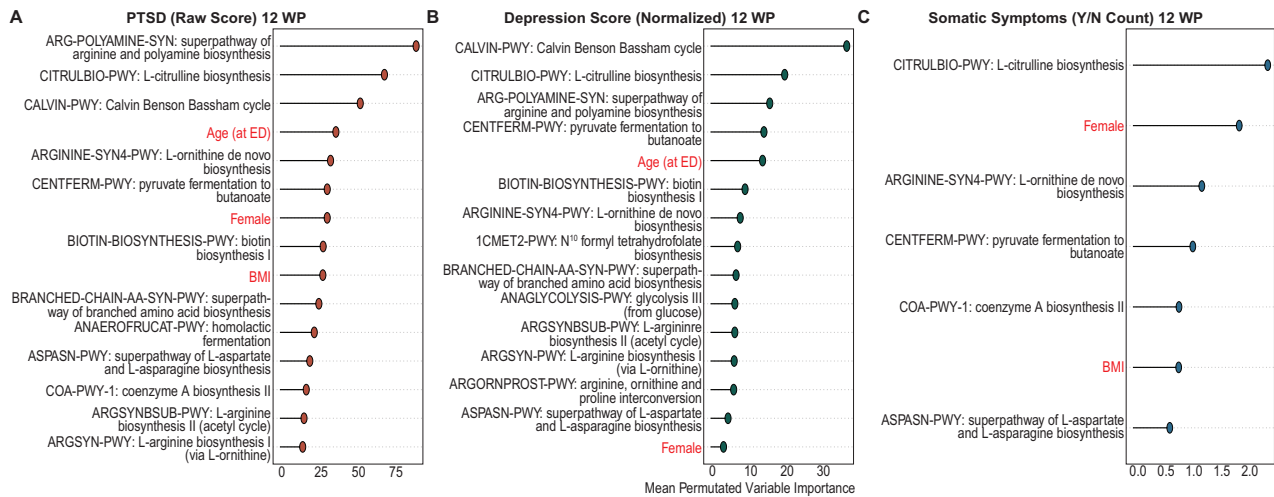 A
PTSD (Raw Score) 12 WP
ARG-POLYAMINE-SYN: superpathway of
arginine and polyamine biosynthesis
CITRULBIO-PWY: L-citrulline biosynthesis
CALVIN-PWY: Calvin Benson Bassham cycle
Age (at ED)
ARGININE-SYN4-PWY: L-ornithine de novo
biosynthesis
CENTFERM-PWY: pyruvate fermentation to
butanoate
Female
BIOTIN-BIOSYNTHESIS-PWY: biotin
biosynthesis I
BMI
BRANCHED-CHAIN-AA-SYN-PWY: superpath-
way of branched amino acid biosynthesis
ANAEROFRUCAT-PWY: homolactic
fermentation
ASPASN-PWY: superpathway of L-aspartate
and L-asparagine biosynthesis
COA-PWY-1: coenzyme A biosynthesis II
ARGSYNBSUB-PWY: L-arginine
biosynthesis II (acetyl cycle)
ARGSYN-PWY: L-arginine biosynthesis I
(via L-ornithine)
0 25 50 75
B
Depression Score (Normalized) 12 WP
CALVIN-PWY: Calvin Benson Bassham cycle
CITRULBIO-PWY: L-citrulline biosynthesis
ARG-POLYAMINE-SYN: superpathway of
arginine and polyamine biosynthesis
CENTFERM-PWY: pyruvate fermentation to
butanoate
Age (at ED)
BIOTIN-BIOSYNTHESIS-PWY: biotin
biosynthesis I
ARGININE-SYN4-PWY: L-ornithine de novo
biosynthesis
1CMET2-PWY: N¹⁰ formyl tetrahydrofolate
biosynthesis
BRANCHED-CHAIN-AA-SYN-PWY: superpath-
way of branched amino acid biosynthesis
ANAGLYCOLYSIS-PWY: glycolysis III
(from glucose)
ARGSYNBSUB-PWY: L-argininre
biosynthesis II (acetyl cycle)
ARGSYN-PWY: L-arginine biosynthesis I
(via L-ornithine)
ARGORNPROST-PWY: arginine, ornithine and
proline interconversion
ASPASN-PWY: superpathway of L-aspartate
and L-asparagine biosynthesis
Female
0 10 20 30
Mean Permutated Variable Importance
C
Somatic Symptoms (Y/N Count) 12 WP
CITRULBIO-PWY: L-citrulline biosynthesis
Female
ARGININE-SYN4-PWY: L-ornithine de novo
biosynthesis
CENTFERM-PWY: pyruvate fermentation to
butanoate
COA-PWY-1: coenzyme A biosynthesis II
BMI
ASPASN-PWY: superpathway of L-aspartate
and L-asparagine biosynthesis
0.0 0.5 1.0 1.5 2.0